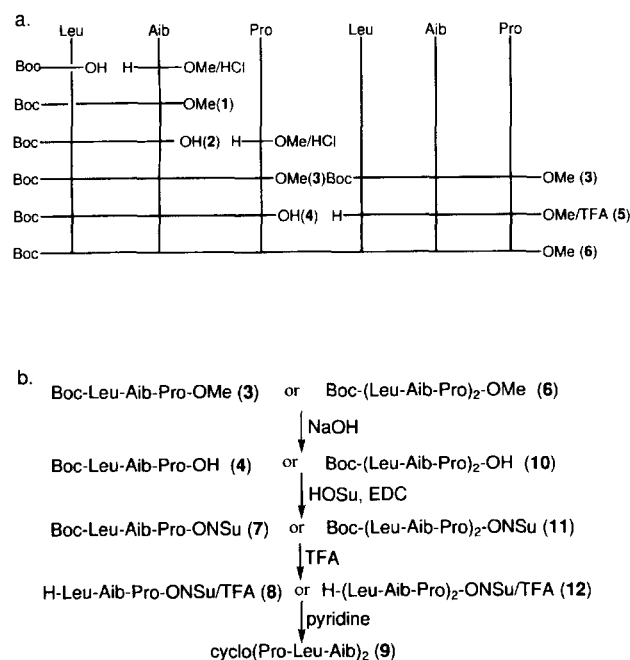 a.
Leu Aib Pro Leu Aib Pro
Boc OH H OMe/HCl
Boc OMe(1)
Boc OH(2) H OMe/HCl
Boc OMe(3)Boc OMe (3)
Boc OH(4) H OMe/TFA (5)
Boc OMe (6)
b.
Boc-Leu-Aib-Pro-OMe (3) or Boc-(Leu-Aib-Pro)2-OMe (6)
NaOH
Boc-Leu-Aib-Pro-OH (4) or Boc-(Leu-Aib-Pro)2-OH (10)
HOSu, EDC
Boc-Leu-Aib-Pro-ONSu (7) or Boc-(Leu-Aib-Pro)2-ONSu (11)
TFA
H-Leu-Aib-Pro-ONSu/TFA (8) or H-(Leu-Aib-Pro)2-ONSu/TFA (12)
pyridine
cyclo(Pro-Leu-Aib)2 (9)